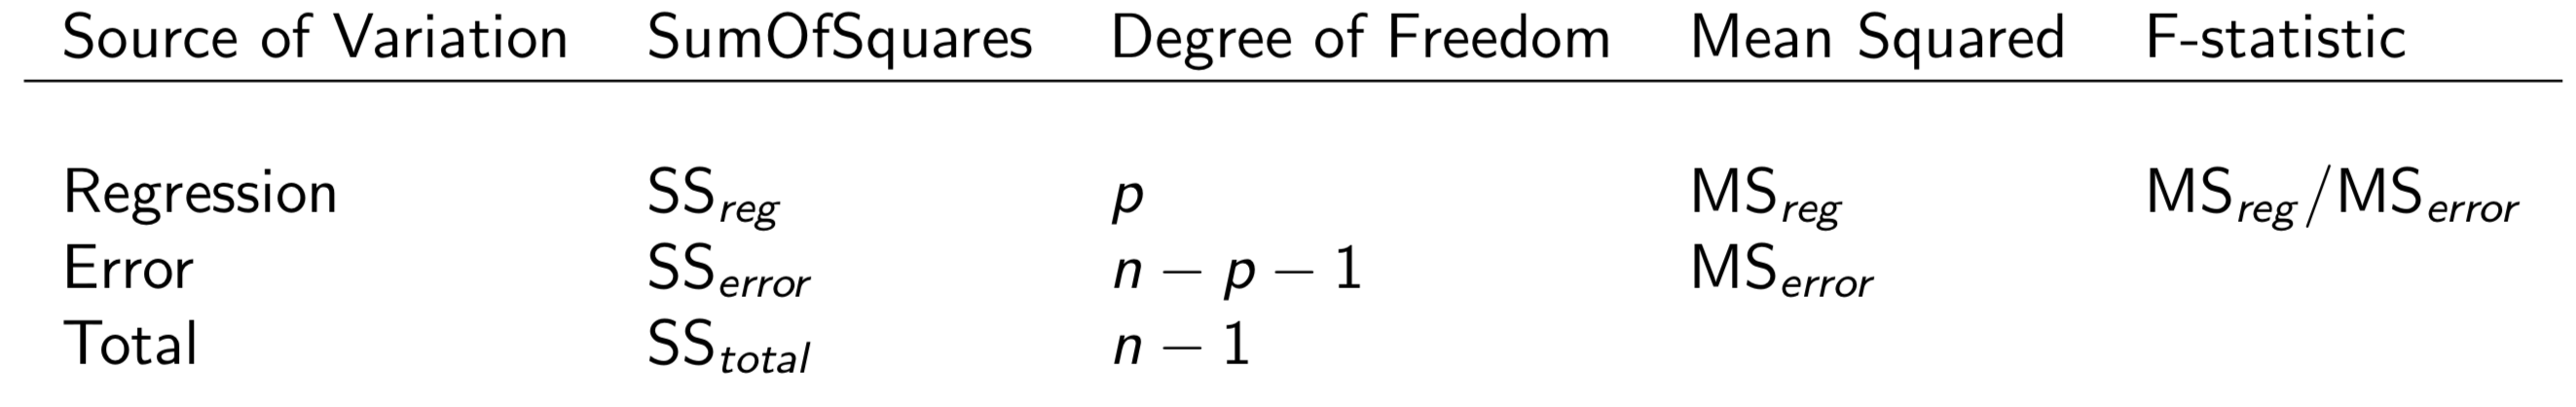 Source of Variation SumOfSquares Degree of Freedom Mean Squared F-statistic
Regression SS_reg p MS_reg MS_reg/MS_error
Error SS_error n − p − 1 MS_error
Total SS_total n − 1